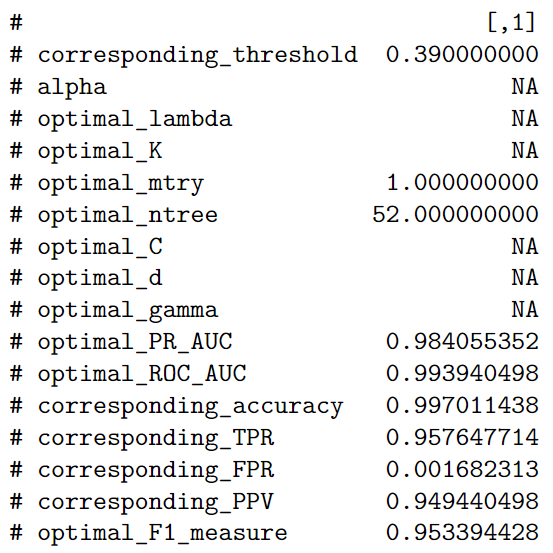 # [,1]
# corresponding_threshold 0.390000000
# alpha NA
# optimal_lambda NA
# optimal_K NA
# optimal_mtry 1.000000000
# optimal_ntree 52.000000000
# optimal_C NA
# optimal_d NA
# optimal_gamma NA
# optimal_PR_AUC 0.984055352
# optimal_ROC_AUC 0.993940498
# corresponding_accuracy 0.997011438
# corresponding_TPR 0.957647714
# corresponding_FPR 0.001682313
# corresponding_PPV 0.949440498
# optimal_F1_measure 0.953394428